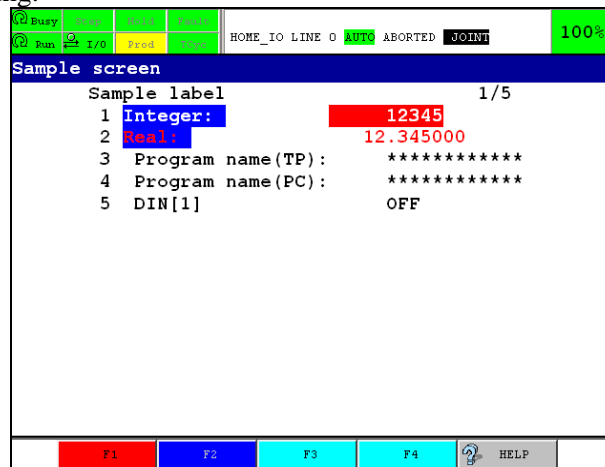 ng.
Busy Step Hold Fault
Run I/O Prod TCyc
HOME_IO LINE 0 AUTO ABORTED JOINT
100%
Sample screen
Sample label 1/5
1 Integer: 12345
2 Real: 12.345000
3 Program name(TP): ************
4 Program name(PC): ************
5 DIN[1] OFF
F1 F2 F3 F4 HELP